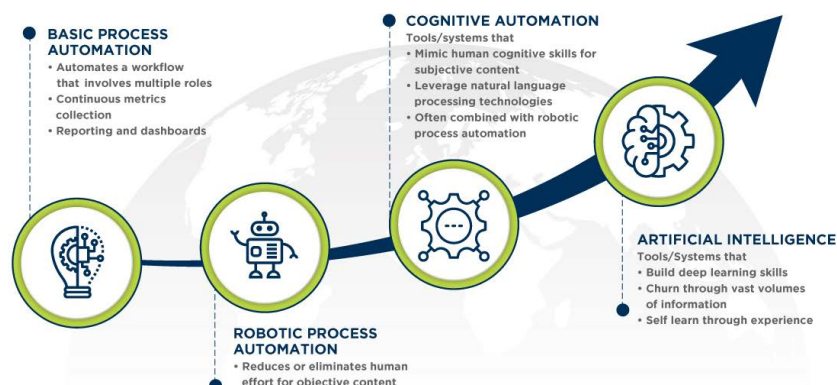 BASIC PROCESS
AUTOMATION
• Automates a workflow
that involves multiple roles
• Continuous metrics
collection
• Reporting and dashboards
ROBOTIC PROCESS
AUTOMATION
• Reduces or eliminates human
effort for objective content
COGNITIVE AUTOMATION
Tools/systems that
• Mimic human cognitive skills for
subjective content
• Leverage natural language
processing technologies
• Often combined with robotic
process automation
ARTIFICIAL INTELLIGENCE
Tools/Systems that
• Build deep learning skills
• Churn through vast volumes
of information
• Self learn through experience